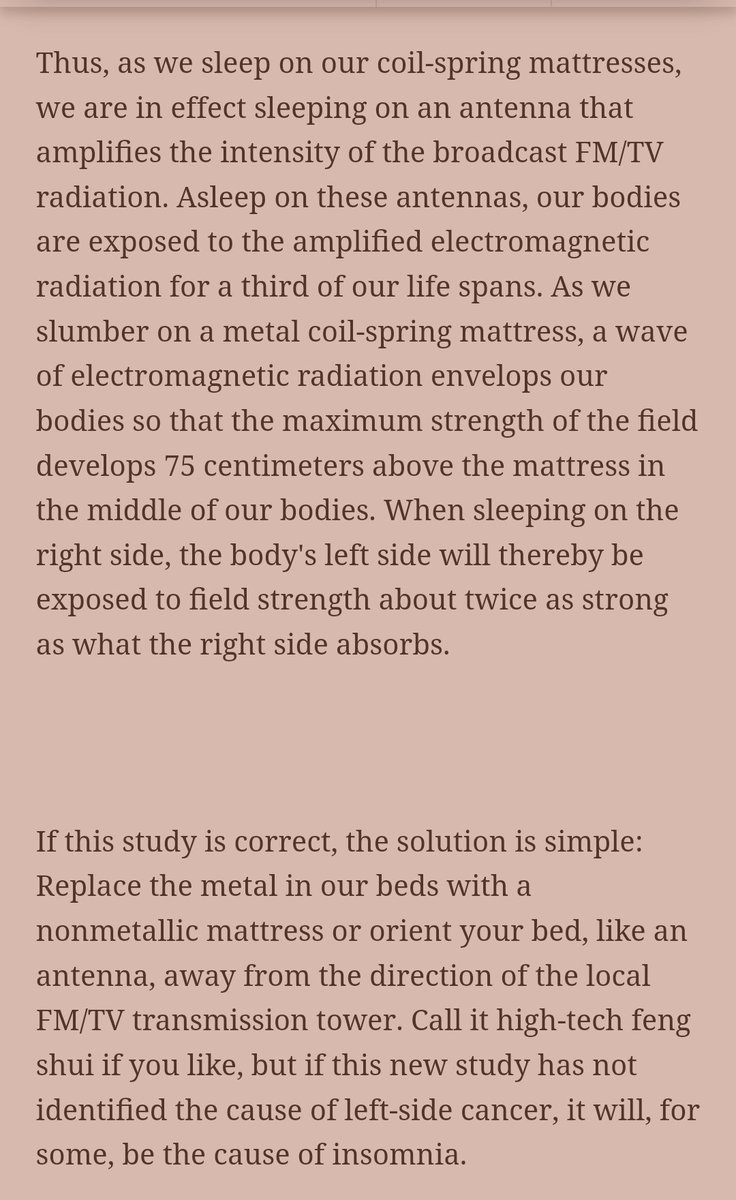 Thus, as we sleep on our coil-spring mattresses,
we are in effect sleeping on an antenna that
amplifies the intensity of the broadcast FM/TV
radiation. Asleep on these antennas, our bodies
are exposed to the amplified electromagnetic
radiation for a third of our life spans. As we
slumber on a metal coil-spring mattress, a wave
of electromagnetic radiation envelops our
bodies so that the maximum strength of the field
develops 75 centimeters above the mattress in
the middle of our bodies. When sleeping on the
right side, the body's left side will thereby be
exposed to field strength about twice as strong
as what the right side absorbs.
If this study is correct, the solution is simple:
Replace the metal in our beds with a
nonmetallic mattress or orient your bed, like an
antenna, away from the direction of the local
FM/TV transmission tower. Call it high-tech feng
shui if you like, but if this new study has not
identified the cause of left-side cancer, it will, for
some, be the cause of insomnia.